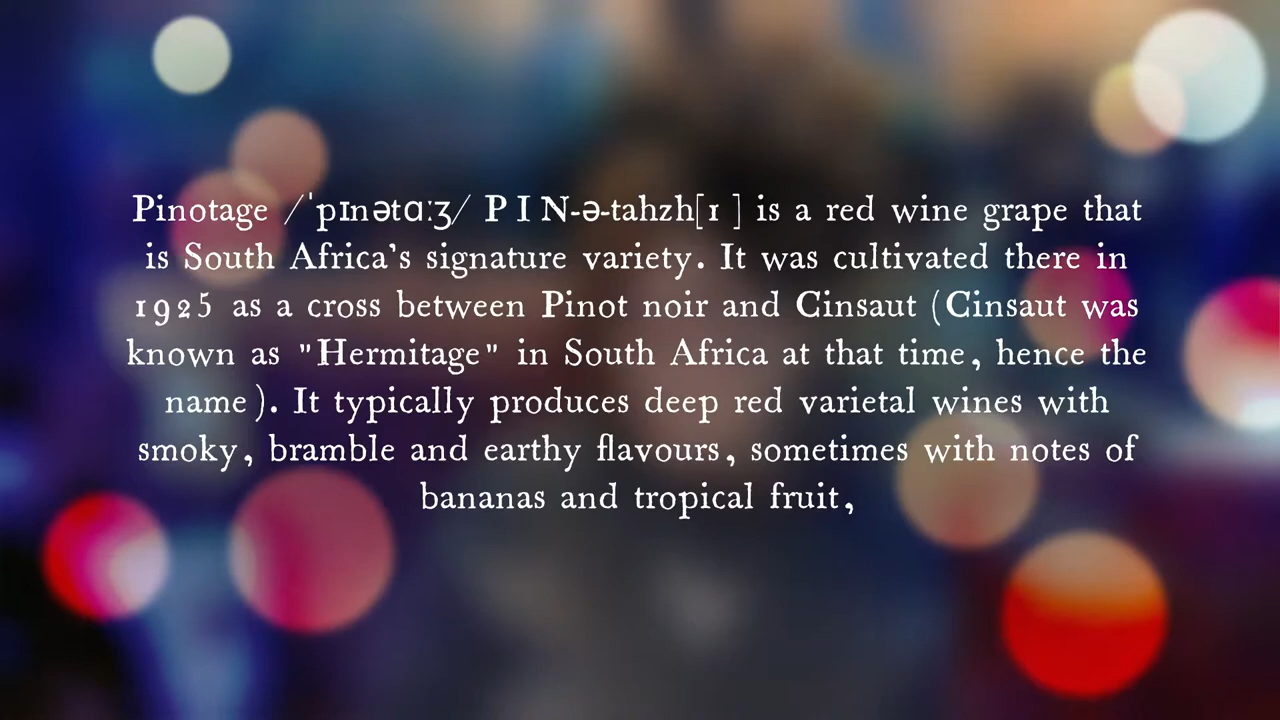 Pinotage /ˈpɪnətɑːʒ/ P I N-ə-tahzh[1 ] is a red wine grape that
is South Africa's signature variety. It was cultivated there in
1925 as a cross between Pinot noir and Cinsaut (Cinsaut was
known as "Hermitage" in South Africa at that time, hence the
name). It typically produces deep red varietal wines with
smoky, bramble and earthy flavours, sometimes with notes of
bananas and tropical fruit,